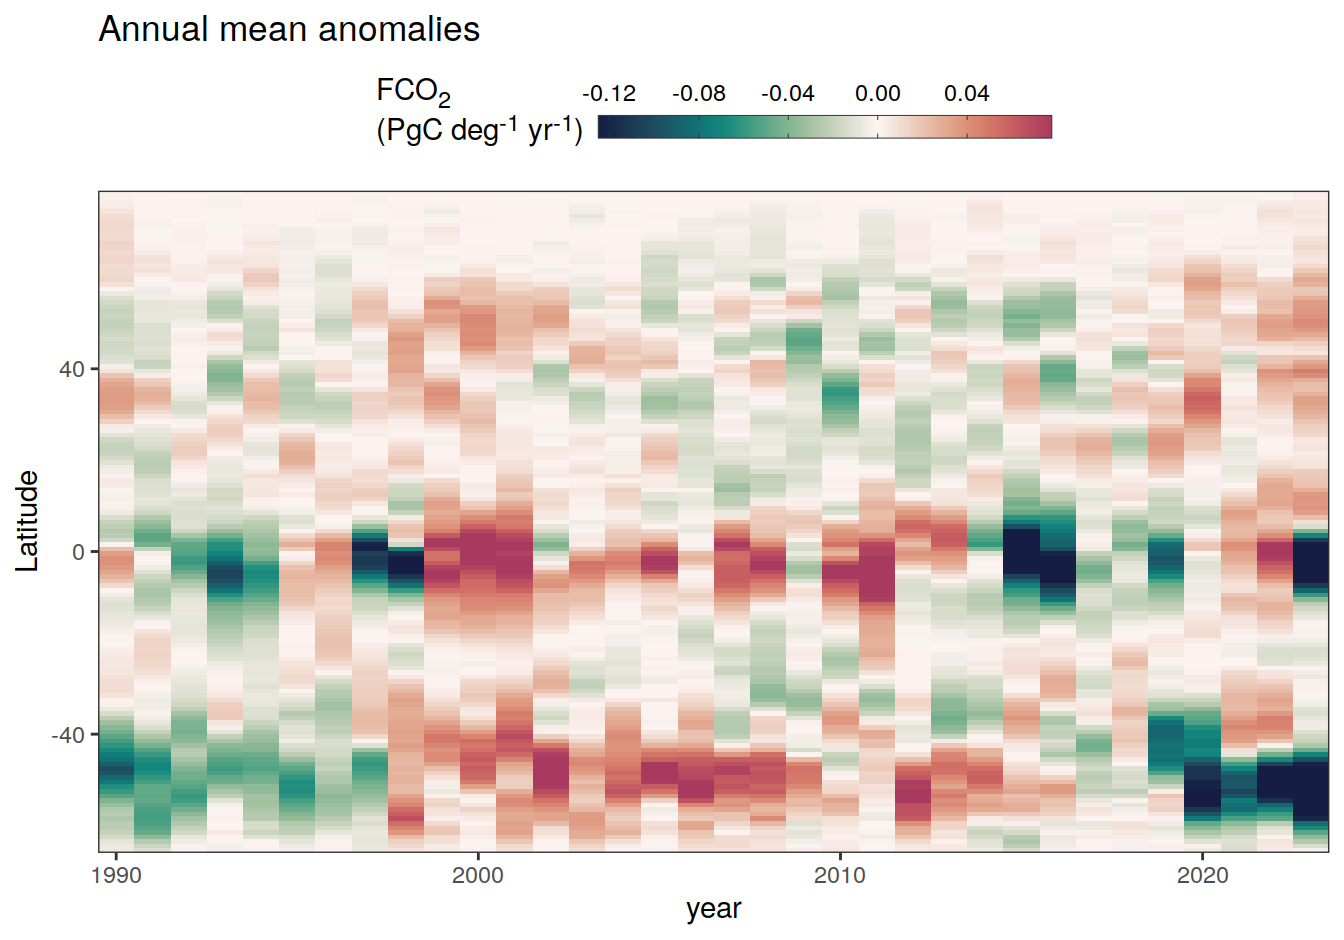 Annual mean anomalies
FCO₂
(PgC deg⁻¹ yr⁻¹)
-0.12 -0.08 -0.04 0.00 0.04
Latitude
40
0
-40
1990 2000 2010 2020
year